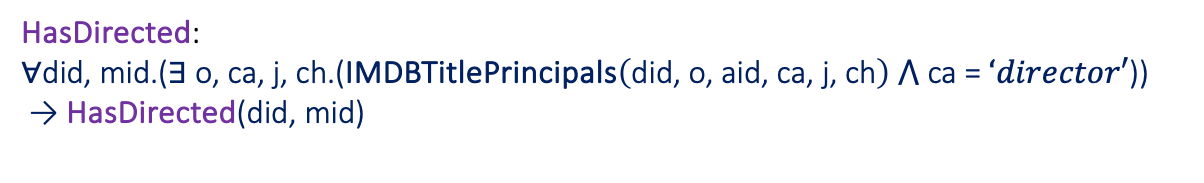 HasDirected:
∀did, mid.(∃ o, ca, j, ch.(IMDBTitlePrincipals(did, o, aid, ca, j, ch) ⋀ ca = ‘director’))
→ HasDirected(did, mid)